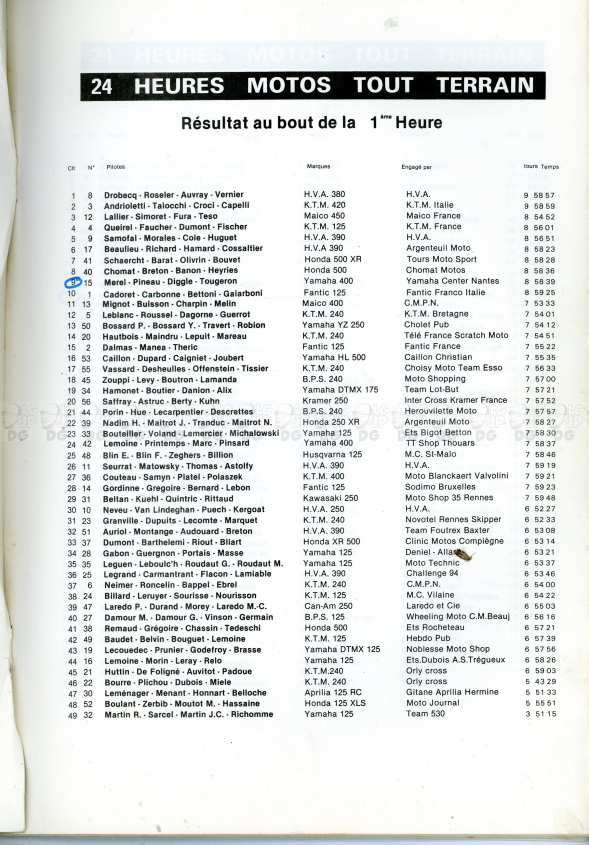 24 HEURES MOTOS TOUT TERRAIN
Résultat au bout de la 1ème Heure
Clt N° Pilotes Marques Engagé par tours Temps
1 8 Drobecq - Roseler - Auvray - Vernier H.V.A. 380 H.V.A. 9 58 57
2 3 Andrioletti - Taiocchi - Croci - Capelli K.T.M. 420 K.T.M. Italie 9 58 59
3 12 Lallier - Simoret - Fura - Teso Maico 450 Maico France 8 54 52
4 4 Queirel - Faucher - Dumont - Fischer K.T.M. 125 K.T.M. France 8 56 01
5 9 Samofal - Morales - Cole - Huguet H.V.A. 390 H.V.A. 8 56 51
6 17 Beaulieu - Richard - Hamard - Cossaltier H.V.A. 390 Argenteuil Moto 8 58 23
7 41 Schaercht - Barat - Olivrin - Bouvet Honda 500 XR Tours Moto Sport 8 58 28
8 40 Chomat - Breton - Banon - Heyries Honda 500 Chomat Motos 8 58 36
9 15 Merel - Pineau - Diggle - Tougeron Yamaha 400 Yamaha Center Nantes 8 58 39
10 1 Cadoret - Carbonne - Bettoni - Gaiarboni Fantic 125 Fantic Franco Italie 8 59 25
11 13 Mignot - Buisson - Charpin - Melin Maico 400 C.M.P.N. 7 53 33
12 5 Leblanc - Roussel - Dagorne - Guerrot K.T.M. 240 K.T.M. Bretagne 7 54 01
13 50 Bossard P. - Bossard Y. - Travert - Robion Yamaha YZ 250 Cholet Pub 7 54 12
14 20 Hautbois - Maindru - Lepuit - Mareau K.T.M. 240 Télé France Scratch Moto 7 54 51
15 2 Dalmas - Manea - Theric Fantic 125 Fantic France 7 55 22
16 53 Caillon - Dupard - Caigniet - Joubert Yamaha HL 500 Caillon Christian 7 55 35
17 55 Vassard - Desheulles - Offenstein - Tissier K.T.M. 240 Choisy Moto Team Esso 7 56 33
18 45 Zouppi - Levy - Boutron - Lamanda B.P.S. 240 Moto Shopping 7 57 00
19 34 Hamonet - Boutier - Danion - Alix Yamaha DTMX 175 Team Lot-But 7 57 21
20 56 Saffray - Astruc - Berty - Kuhn Kramer 250 Inter Cross Kramer France 7 57 52
21 44 Porin - Hue - Lecarpentier - Descrettes B.P.S. 240 Herouvilette Moto 7 57 57
22 39 Nadim H. - Maitrot J. - Tranduc - Maitrot N. Honda 250 XR Argenteuil Moto 7 58 27
23 33 Bouteiller - Voland - Lemercier - Michalowski Yamaha 125 Ets Bigot Betton 7 58 30
24 42 Lemoine - Printemps - Marc - Pinsard Yamaha 400 TT Shop Thouars 7 58 37
25 48 Blin E. - Blin F. - Zeghers - Billion Husqvarna 125 M.C. St-Malo 7 58 46
26 11 Seurrat - Matowsky - Thomas - Astolfy H.V.A. 390 H.V.A. 7 59 19
27 36 Couteau - Samyn - Platel - Polaszek K.T.M. 400 Moto Blanckaert Valvolini 7 59 21
28 14 Gordinne - Gregoire - Bernard - Lebon Fantic 125 Sodimo Bruxelles 7 59 23
29 31 Beltan - Kuehl - Quintric - Rittaud Kawasaki 250 Moto Shop 35 Rennes 7 59 48
30 10 Neveu - Van Lindeghan - Puech - Kergoat H.V.A. 250 H.V.A. 6 52 27
31 23 Granville - Dupuits - Lecomte - Marquet K.T.M. 240 Novotel Rennes Skipper 6 52 33
32 51 Auriol - Montange - Audouard - Breton H.V.A. 390 Team Foutrex Baxter 6 53 08
33 37 Dumont - Barthelemi - Rioul - Bliart Honda XR 500 Clinic Motos Complègne 6 53 14
34 28 Gabon - Guergnon - Portais - Masse Yamaha 125 Deniel - 6 53 21
35 35 Leguen - Leboulc'h - Roudaut G. - Roudaut M. Yamaha 125 Moto Technic 6 53 37
36 25 Legrand - Carmantrant - Flacon - Lamiable H.V.A. 390 Challenge 94 6 53 46
37 6 Neimer - Roncelin - Bappel - Ebrel K.T.M. 240 C.A.P.L.N. 6 54 00
38 24 Billard - Leruyer - Sourisse - Nourisson K.T.M. 125 M.C. Vilaine 6 54 22
39 47 Laredo P. - Durand - Morey - Laredo M.-C. Can-Am 250 Laredo et Cie 6 55 03
40 27 Damour M. - Damour G. - Vinson - Germain B.P.S. 125 Wheeling Moto C.M.Beauj 6 56 16
41 38 Remaud - Grégoire - Chassin - Tedeschi Honda 500 Ets Rocheteau 6 57 21
42 49 Baudet - Belvin - Bouguet - Lemoine K.T.M. 125 Hebdo Pub 6 57 39
43 19 Lecouedec - Prunier - Godefroy - Brasse Yamaha DTMX 125 Noblesse Moto Shop 6 57 56
44 16 Lemoine - Morin - Leray - Relo Yamaha 125 Ets.Dubois A.S.Trégueux 6 58 26
45 21 Huttin - De Foligné - Auvitot - Padoue K.T.M.240 Orly cross 6 59 03
46 22 Bourre - Plichou - Dubois - Miele K.T.M. 240 Orly cross 5 43 29
47 30 Leménager - Menant - Honnart - Belloche Aprilia 125 RC Gitane Aprilia Hermine 5 51 33
48 52 Boulant - Zerbib - Moutot M. - Hassaine Honda 125 XLS Moto Journal 5 55 51
49 32 Martin R. - Sarcel - Martin J.C. - Richomme Yamaha 125 Team 530 3 51 15